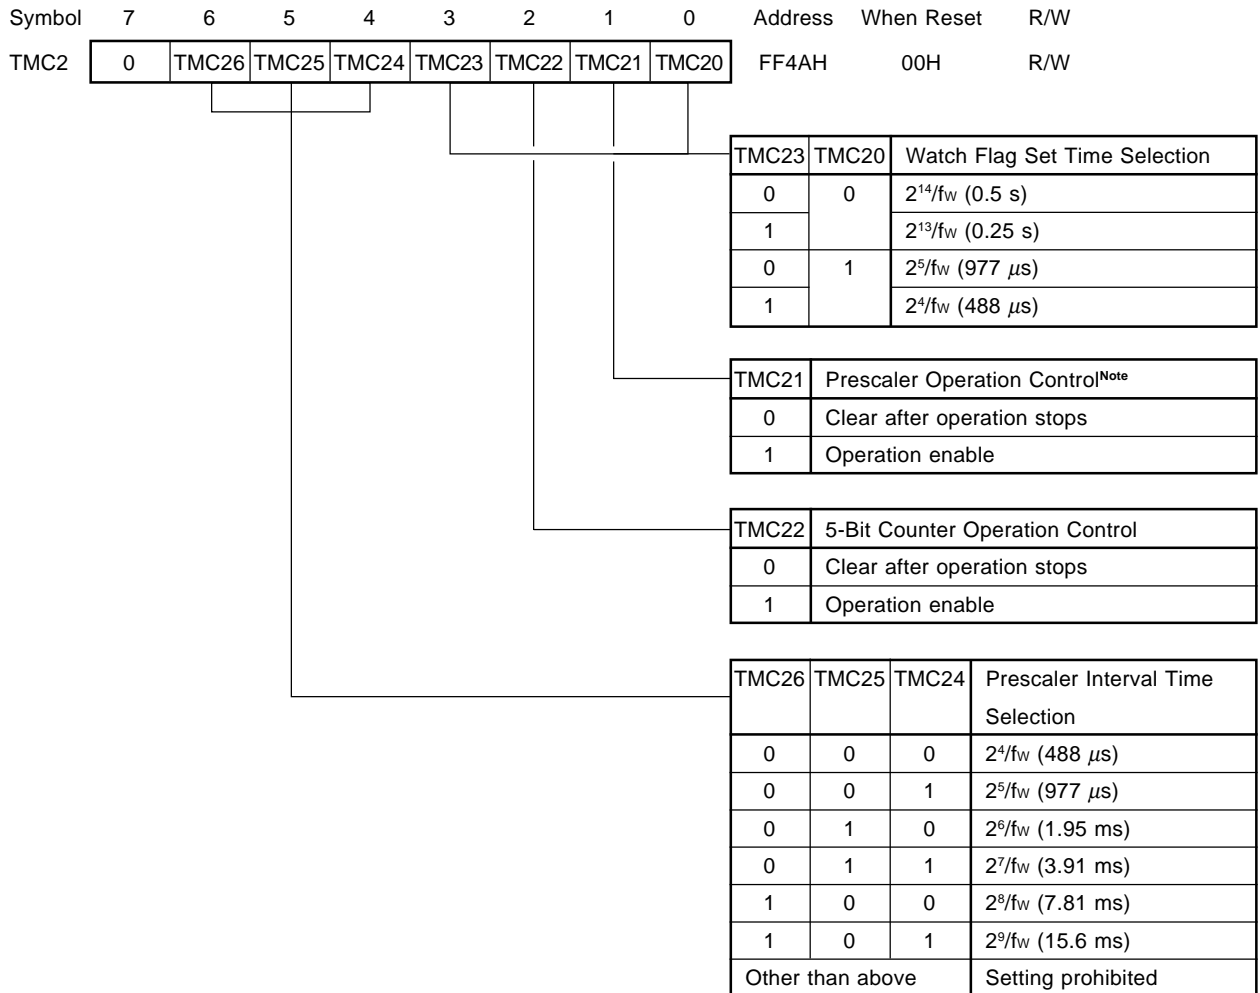 Symbol 7 6 5 4 3 2 1 0 Address When Reset R/W
TMC2 0 TMC26 TMC25 TMC24 TMC23 TMC22 TMC21 TMC20 FF4AH 00H R/W
TMC23 TMC20 Watch Flag Set Time Selection
0 0 2¹⁴/fw (0.5 s)
1 2¹³/fw (0.25 s)
0 1 2⁵/fw (977 μs)
1 2⁴/fw (488 μs)
TMC21 Prescaler Operation Control Note
0 Clear after operation stops
1 Operation enable
TMC22 5-Bit Counter Operation Control
0 Clear after operation stops
1 Operation enable
TMC26 TMC25 TMC24 Prescaler Interval Time
Selection
0 0 0 2⁴/fw (488 μs)
0 0 1 2⁵/fw (977 μs)
0 1 0 2⁶/fw (1.95 ms)
0 1 1 2⁷/fw (3.91 ms)
1 0 0 2⁸/fw (7.81 ms)
1 0 1 2⁹/fw (15.6 ms)
Other than above Setting prohibited